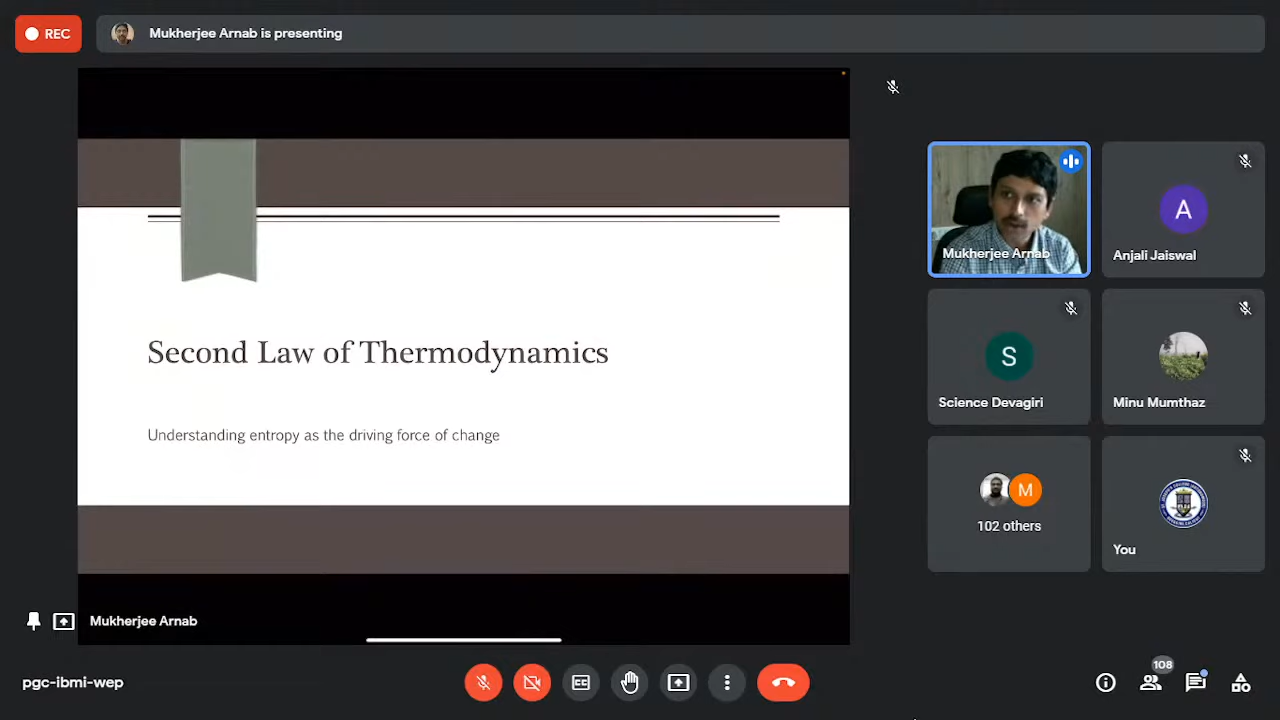 REC
Mukherjee Arnab is presenting
Second Law of Thermodynamics
Understanding entropy as the driving force of change
Mukherjee Arnab
A
Anjali Jaiswal
S
Science Devagiri
Minu Mumthaz
M
102 others
You
Mukherjee Arnab
pgc-ibmi-wep
CC
108